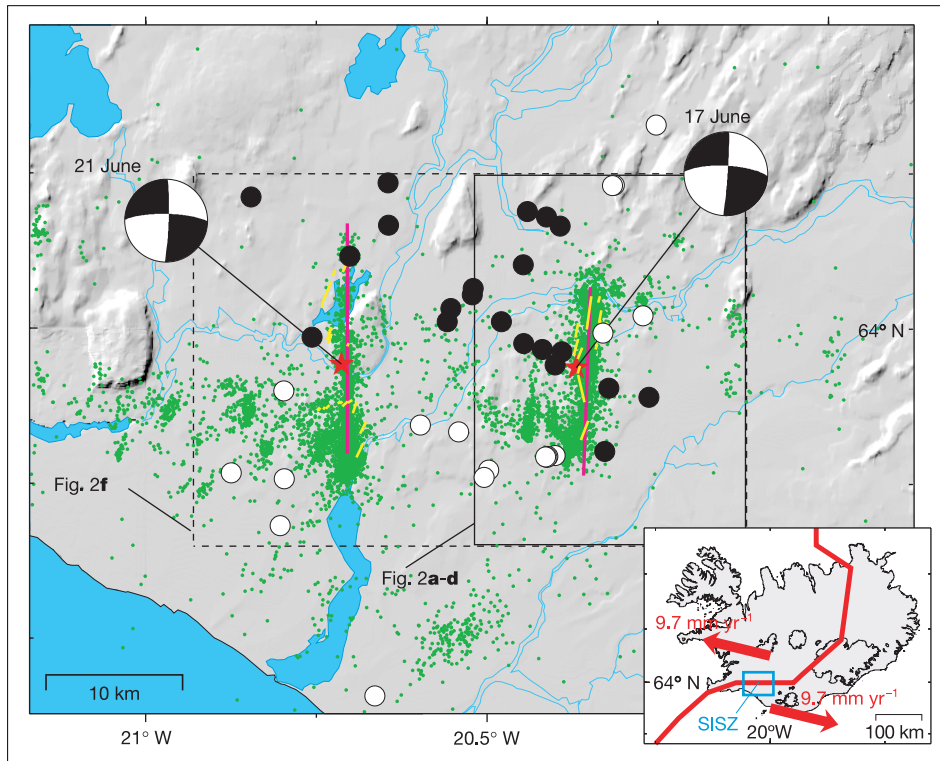 17 June
21 June
64° N
Fig. 2f
Fig. 2a-d
10 km
21° W
20.5° W
9.7 mm yr⁻¹
64° N
9.7 mm yr⁻¹
SISZ
20°W
100 km